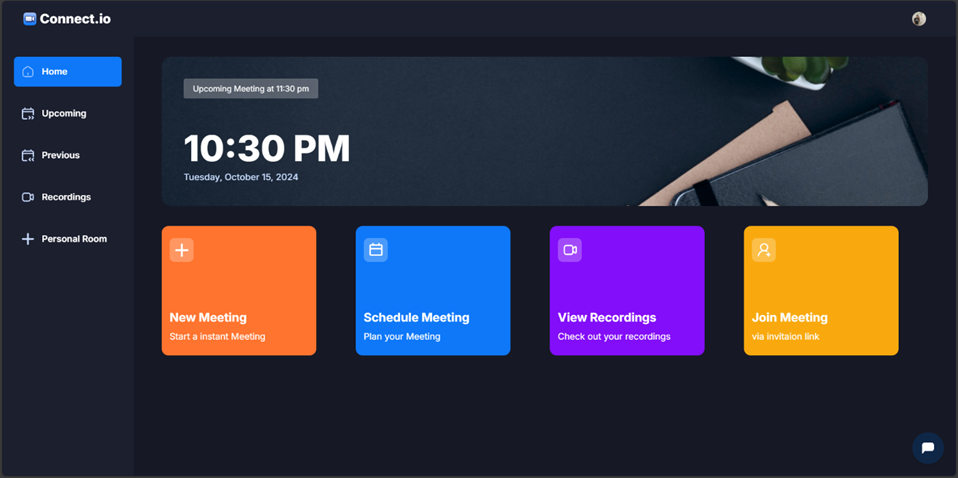 Connect.io
Home
Upcoming
Previous
Recordings
Personal Room
Upcoming Meeting at 11:30 pm
10:30 PM
Tuesday, October 15, 2024
New Meeting
Start a instant Meeting
Schedule Meeting
Plan your Meeting
View Recordings
Check out your recordings
Join Meeting
via invitaion link